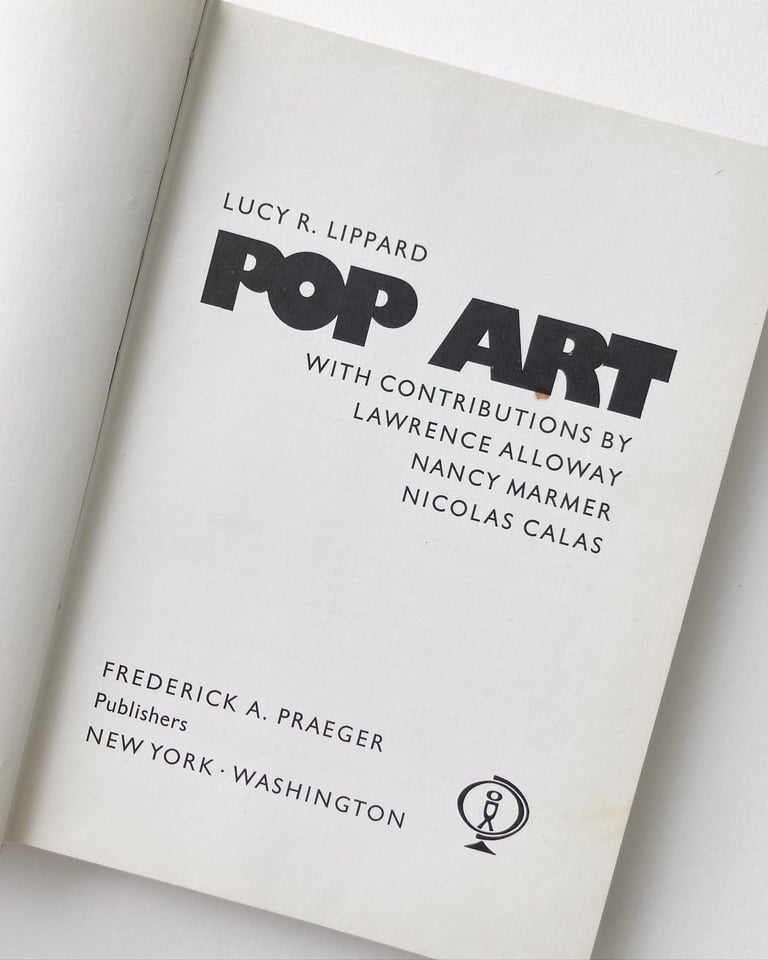 LUCY R. LIPPARD
POP ART
WITH CONTRIBUTIONS BY
LAWRENCE ALLOWAY
NANCY MARMER
NICOLAS CALAS
FREDERICK A. PRAEGER
Publishers
NEW YORK · WASHINGTON